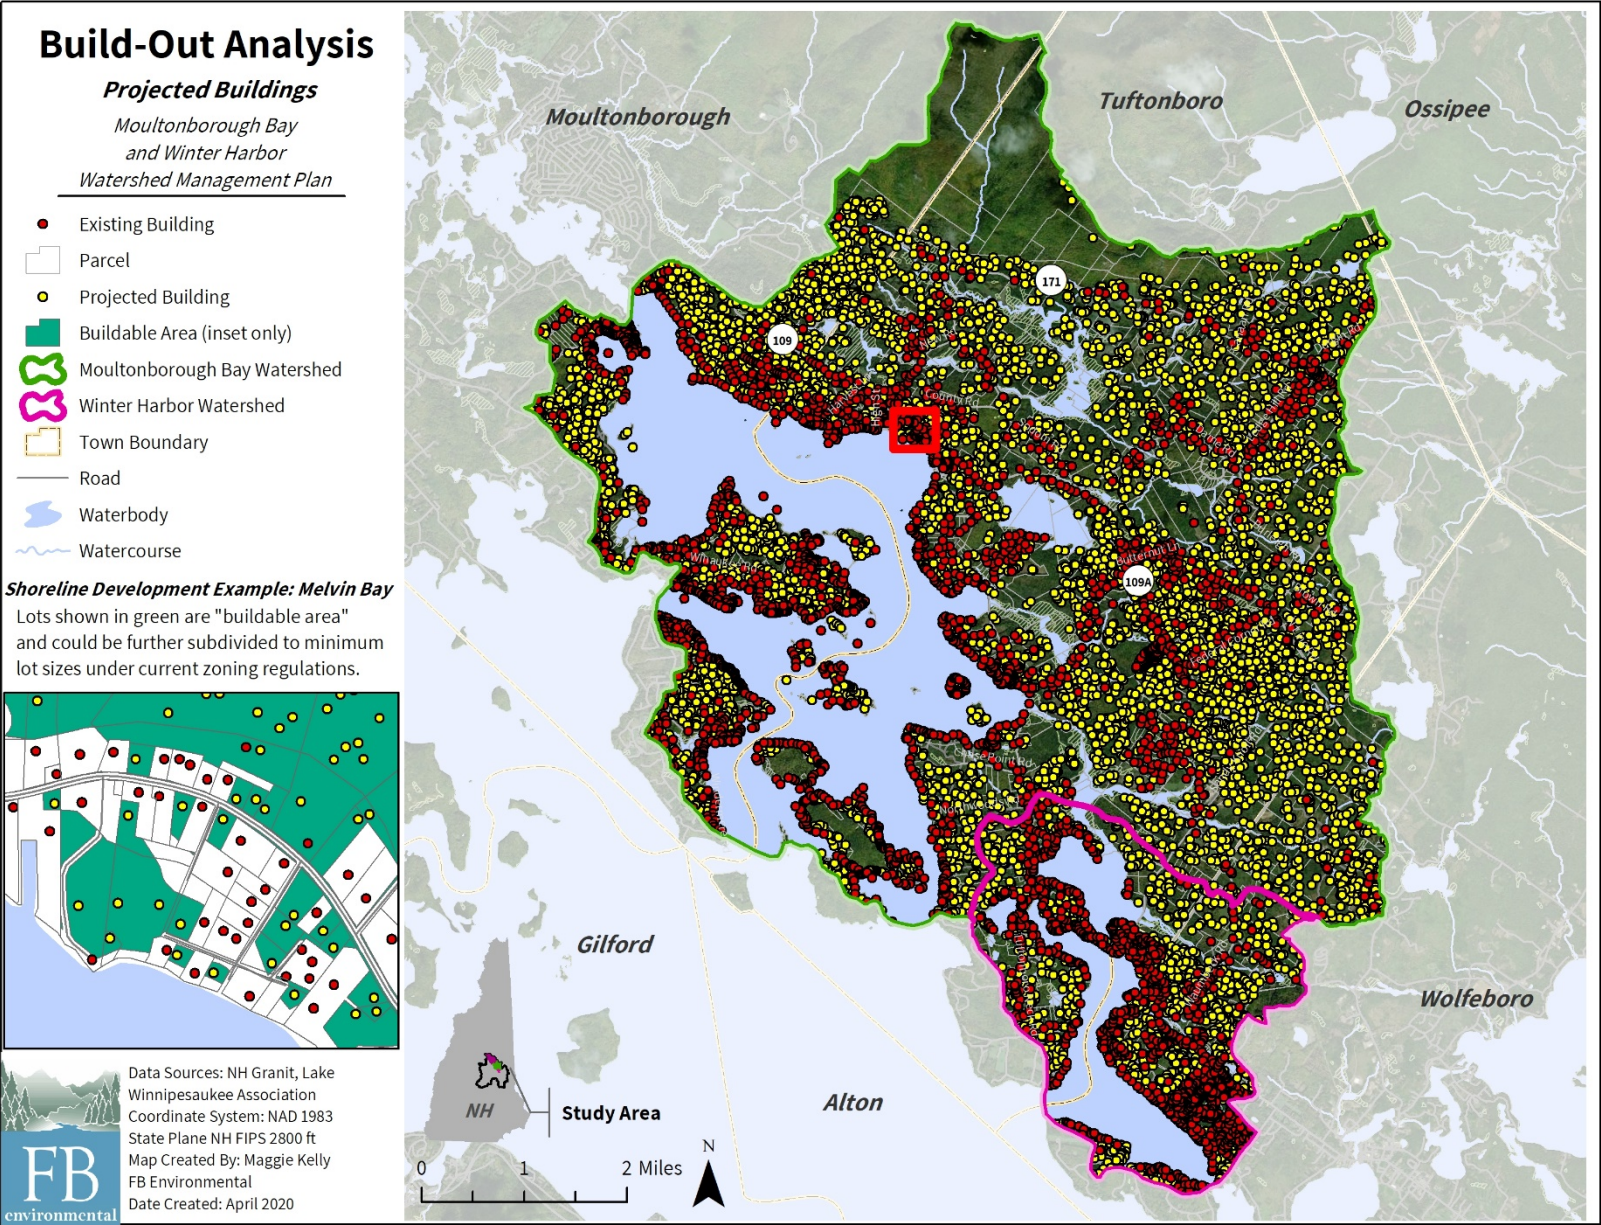 Build-Out Analysis
Projected Buildings
Moultonborough Bay
and Winter Harbor
Watershed Management Plan
Existing Building
Parcel
Projected Building
Buildable Area (inset only)
Moultonborough Bay Watershed
Winter Harbor Watershed
Town Boundary
Road
Waterbody
Watercourse
Shoreline Development Example: Melvin Bay
Lots shown in green are "buildable area"
and could be further subdivided to minimum
lot sizes under current zoning regulations.
Data Sources: NH Granit, Lake
Winnipesaukee Association
Coordinate System: NAD 1983
State Plane NH FIPS 2800 ft
Map Created By: Maggie Kelly
FB Environmental
Date Created: April 2020
FB
environmental
Moultonborough
Tuftonboro
Ossipee
171
109
County Rd
109A
Butternut Ln
Gilford
Wolfeboro
Alton
NH
Study Area
0 1 2 Miles
N